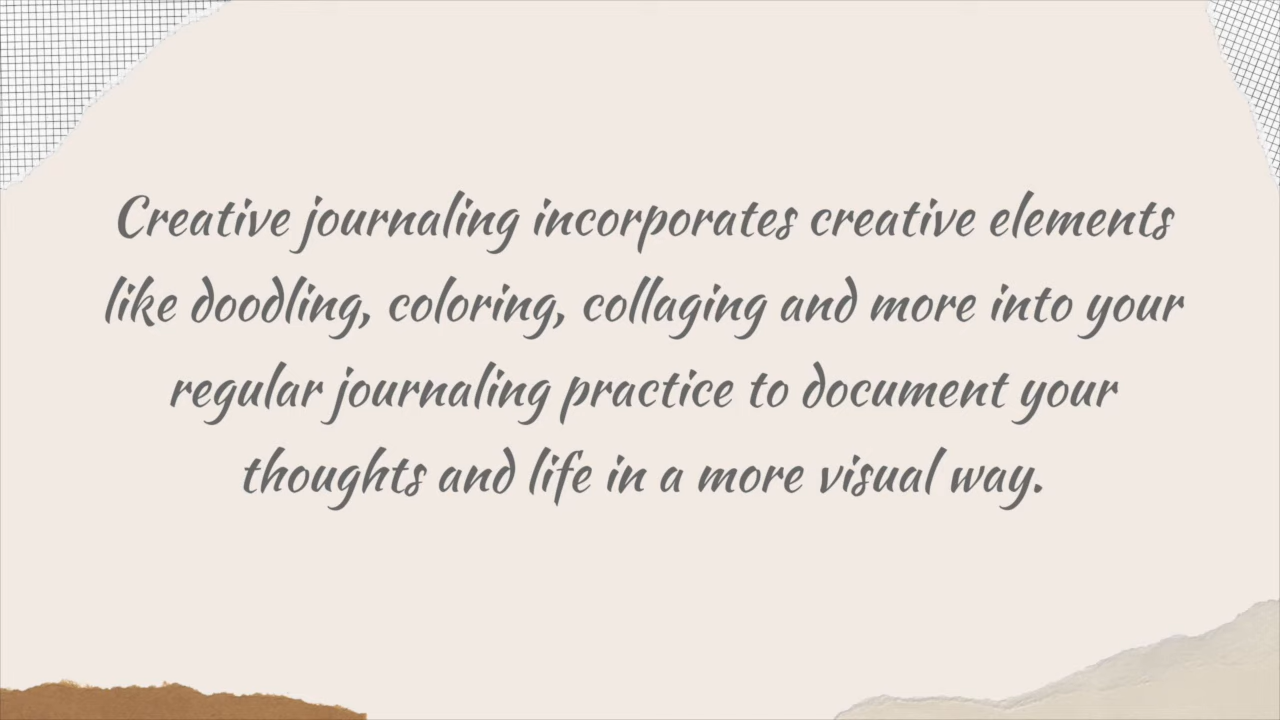 Creative journaling incorporates creative elements
like doodling, coloring, collaging and more into your
regular journaling practice to document your
thoughts and life in a more visual way.